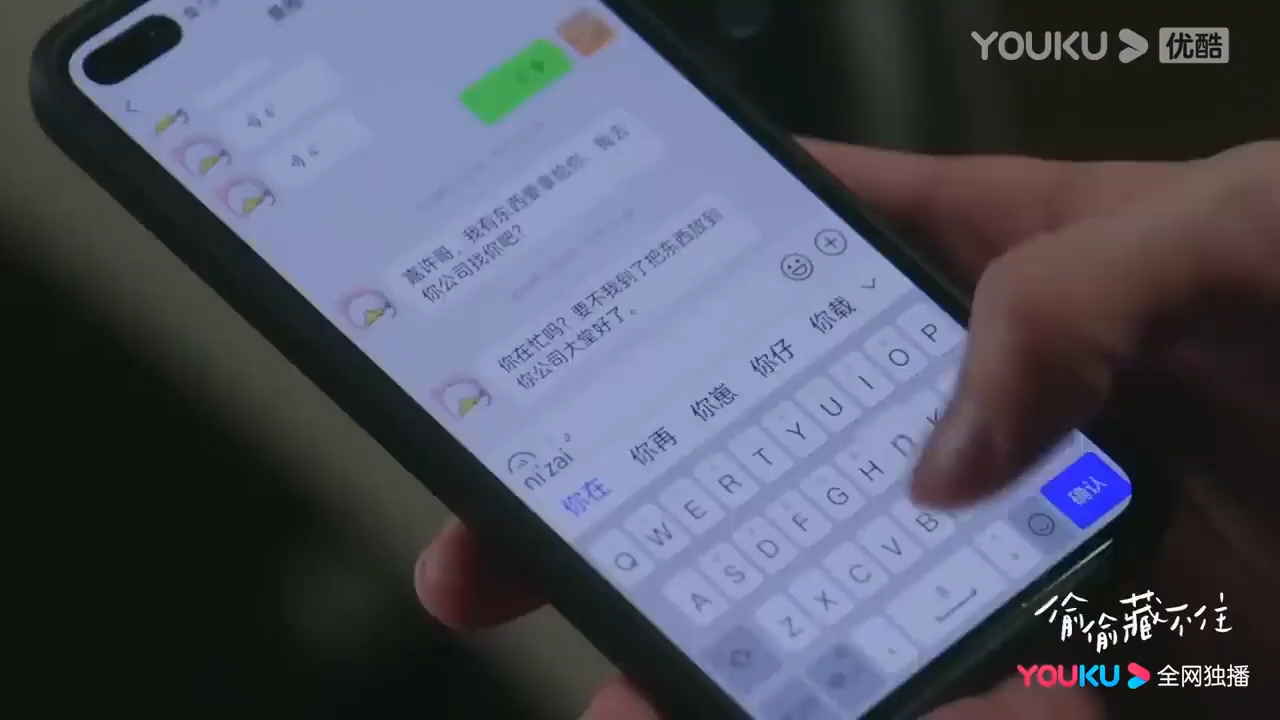 YOUKU 优酷
嘉许哥,我有东西要拿给你,我去
你公司找你吧?
你在忙吗?要不我到了把东西放到
你公司大堂好了。
ni'zai
你在 你再 你崽 你仔 你载
Q W E R T Y U I O P
A S D F G H K
Z X C V B
确认
偷偷藏不住
YOUKU 全网独播